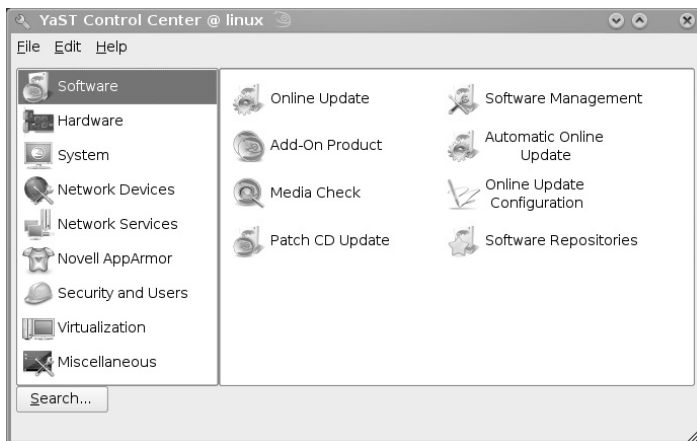 YaST Control Center @ linux
File Edit Help
Software
Hardware
System
Network Devices
Network Services
Novell AppArmor
Security and Users
Virtualization
Miscellaneous
Online Update
Software Management
Add-On Product
Automatic Online
Update
Media Check
Online Update
Configuration
Patch CD Update
Software Repositories
Search...